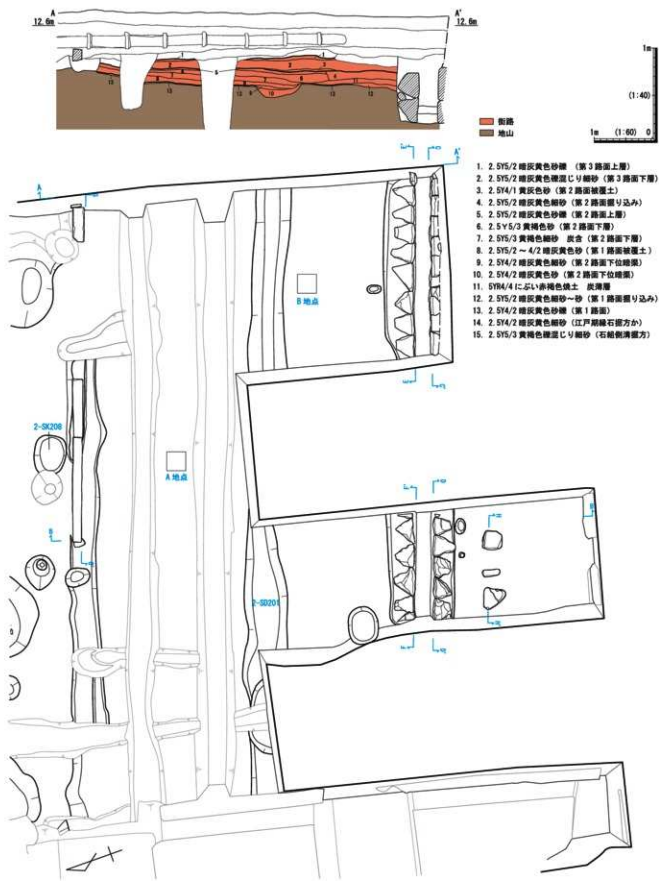 A
12.6m
A'
12.6m
街路
地山
(1:40)
1m (1:60) 0
1. 2.5Y5/2 暗灰黄色砂礫 (第3路面上層)
2. 2.5Y5/2 暗灰黄色礫混じり細砂 (第3路面下層)
3. 2.5Y4/1 黄灰色砂 (第2路面被覆土)
4. 2.5Y5/2 暗灰黄色細砂 (第2路面掘り込み)
5. 2.5Y5/2 暗灰黄色砂礫 (第2路面上層)
6. 2.5Y5/3 黄褐色砂 (第2路面下層)
7. 2.5Y5/3 黄褐色細砂 炭含 (第2路面下層)
8. 2.5Y5/2 ~ 4/2 暗灰黄色砂 (第1路面被覆土)
9. 2.5Y4/2 暗灰黄色細砂 (第2路面下位暗渠)
10. 2.5Y4/2 暗灰黄色砂 (第2路面下位暗渠)
11. 5YR4/4 にぶい赤褐色焼土 炭薄層
12. 2.5Y5/2 暗灰黄色細砂~砂 (第1路面掘り込み)
13. 2.5Y4/2 暗灰黄色砂礫 (第1路面)
14. 2.5Y4/2 暗灰黄色細砂 (江戸期縁石掘方か)
15. 2.5Y5/3 黄褐色礫混じり細砂 (石組側溝掘方)
A
A'
B地点
2-SK208
A地点
2-SD201